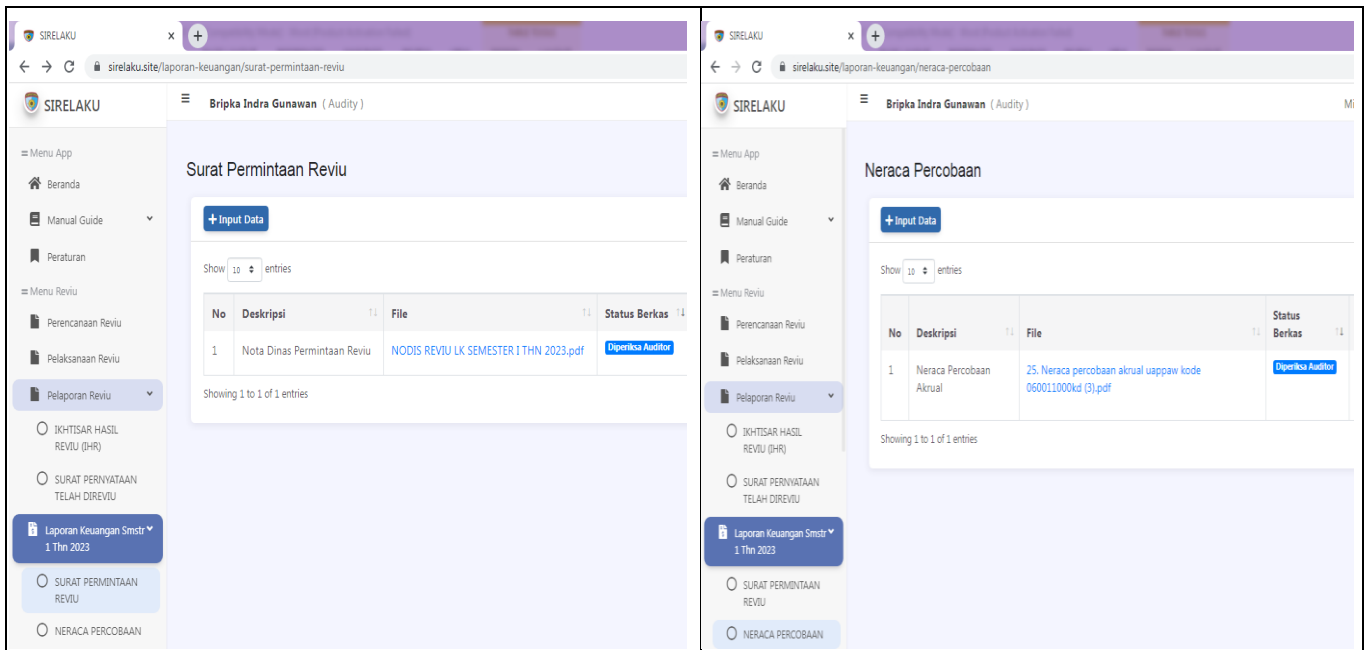 SIRELAKU x +
sirelaku.site/laporan-keuangan/surat-permintaan-reviu
SIRELAKU
Bripka Indra Gunawan ( Audity )
Menu App
Beranda
Manual Guide
Peraturan
Menu Reviu
Perencanaan Reviu
Pelaksanaan Reviu
Pelaporan Reviu
IKHTISAR HASIL
REVIU (IHR)
SURAT PERNYATAAN
TELAH DIREVIU
Laporan Keuangan Smstr
1 Thn 2023
SURAT PERMINTAAN
REVIU
NERACA PERCOBAAN
Surat Permintaan Reviu
+ Input Data
Show 10 entries
No Deskripsi File Status Berkas
1 Nota Dinas Permintaan Reviu NODIS REVIU LK SEMESTER I THN 2023.pdf Diperiksa Auditor
Showing 1 to 1 of 1 entries
SIRELAKU x +
sirelaku.site/laporan-keuangan/neraca-percobaan
SIRELAKU
Bripka Indra Gunawan ( Audity ) Mi
Menu App
Beranda
Manual Guide
Peraturan
Menu Reviu
Perencanaan Reviu
Pelaksanaan Reviu
Pelaporan Reviu
IKHTISAR HASIL
REVIU (IHR)
SURAT PERNYATAAN
TELAH DIREVIU
Laporan Keuangan Smstr
1 Thn 2023
SURAT PERMINTAAN
REVIU
NERACA PERCOBAAN
Neraca Percobaan
+ Input Data
Show 10 entries
Status
No Deskripsi File Berkas
1 Neraca Percobaan 25. Neraca percobaan akrual uappaw kode Diperiksa Auditor
Akrual 060011000kd (3).pdf
Showing 1 to 1 of 1 entries